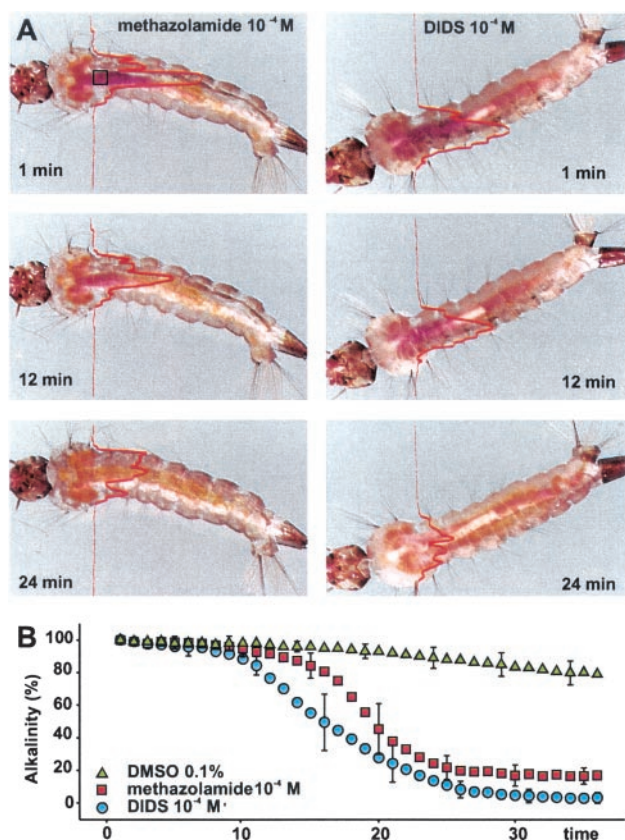 A
methazolamide 10⁻⁴ M
DIDS 10⁻⁴ M
1 min
1 min
12 min
12 min
24 min
24 min
B
Alkalinity (%)
100
80
60
40
20
0
DMSO 0.1%
methazolamide 10⁻⁴ M
DIDS 10⁻⁴ M
0
10
20
30
time